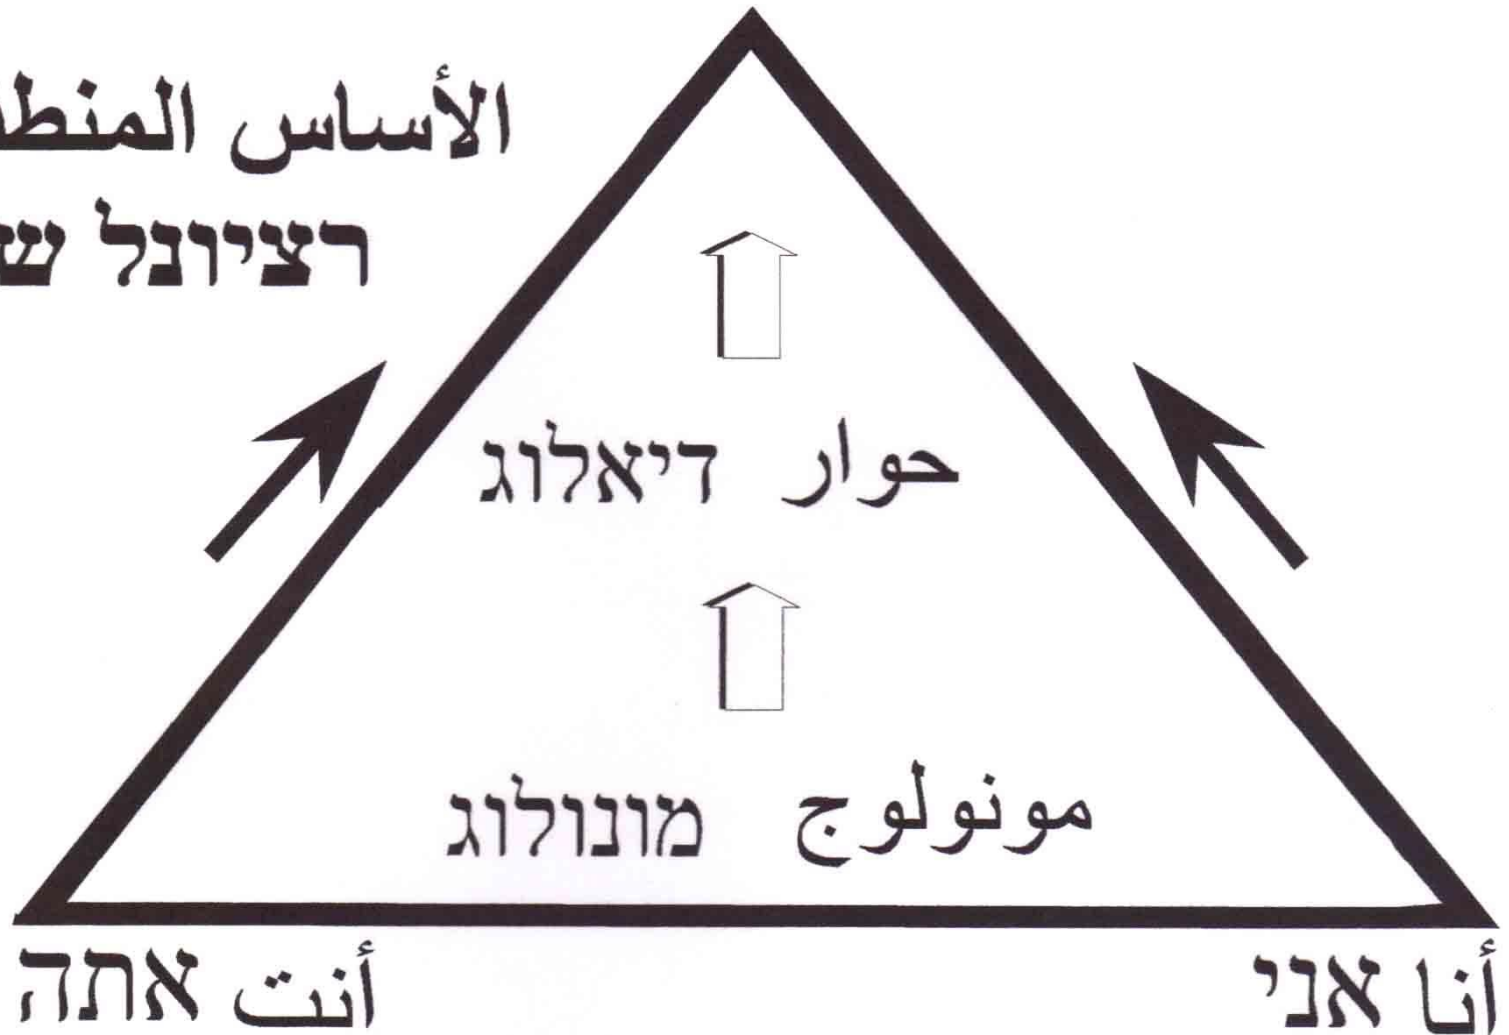 الأساس
רציונל
حوار דיאלוג
مونولوج מונולוג
أنا אני
أنت אתה